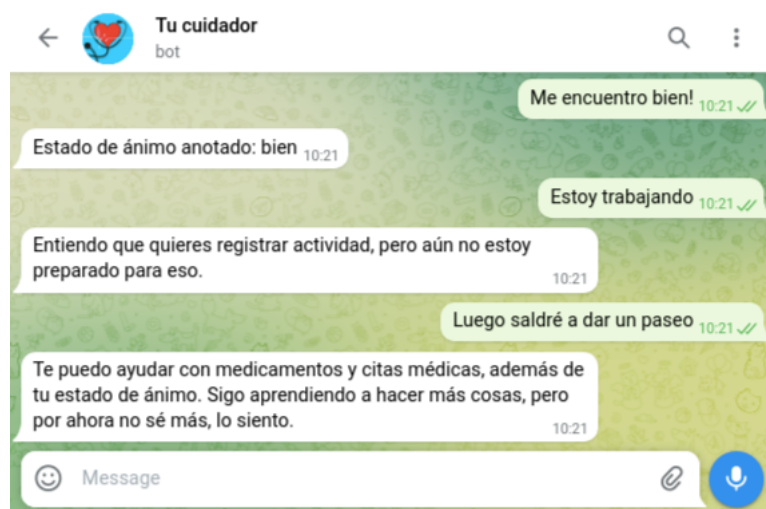 Tu cuidador
bot
Me encuentro bien! 10:21
Estado de ánimo anotado: bien 10:21
Estoy trabajando 10:21
Entiendo que quieres registrar actividad, pero aún no estoy
preparado para eso. 10:21
Luego saldré a dar un paseo 10:21
Te puedo ayudar con medicamentos y citas médicas, además de
tu estado de ánimo. Sigo aprendiendo a hacer más cosas, pero
por ahora no sé más, lo siento. 10:21
Message